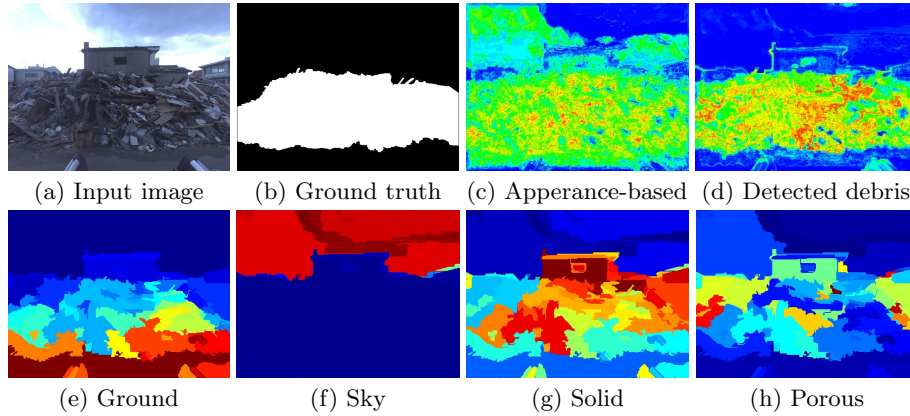 (a) Input image (b) Ground truth (c) Apperance-based (d) Detected debris
(e) Ground (f) Sky (g) Solid (h) Porous